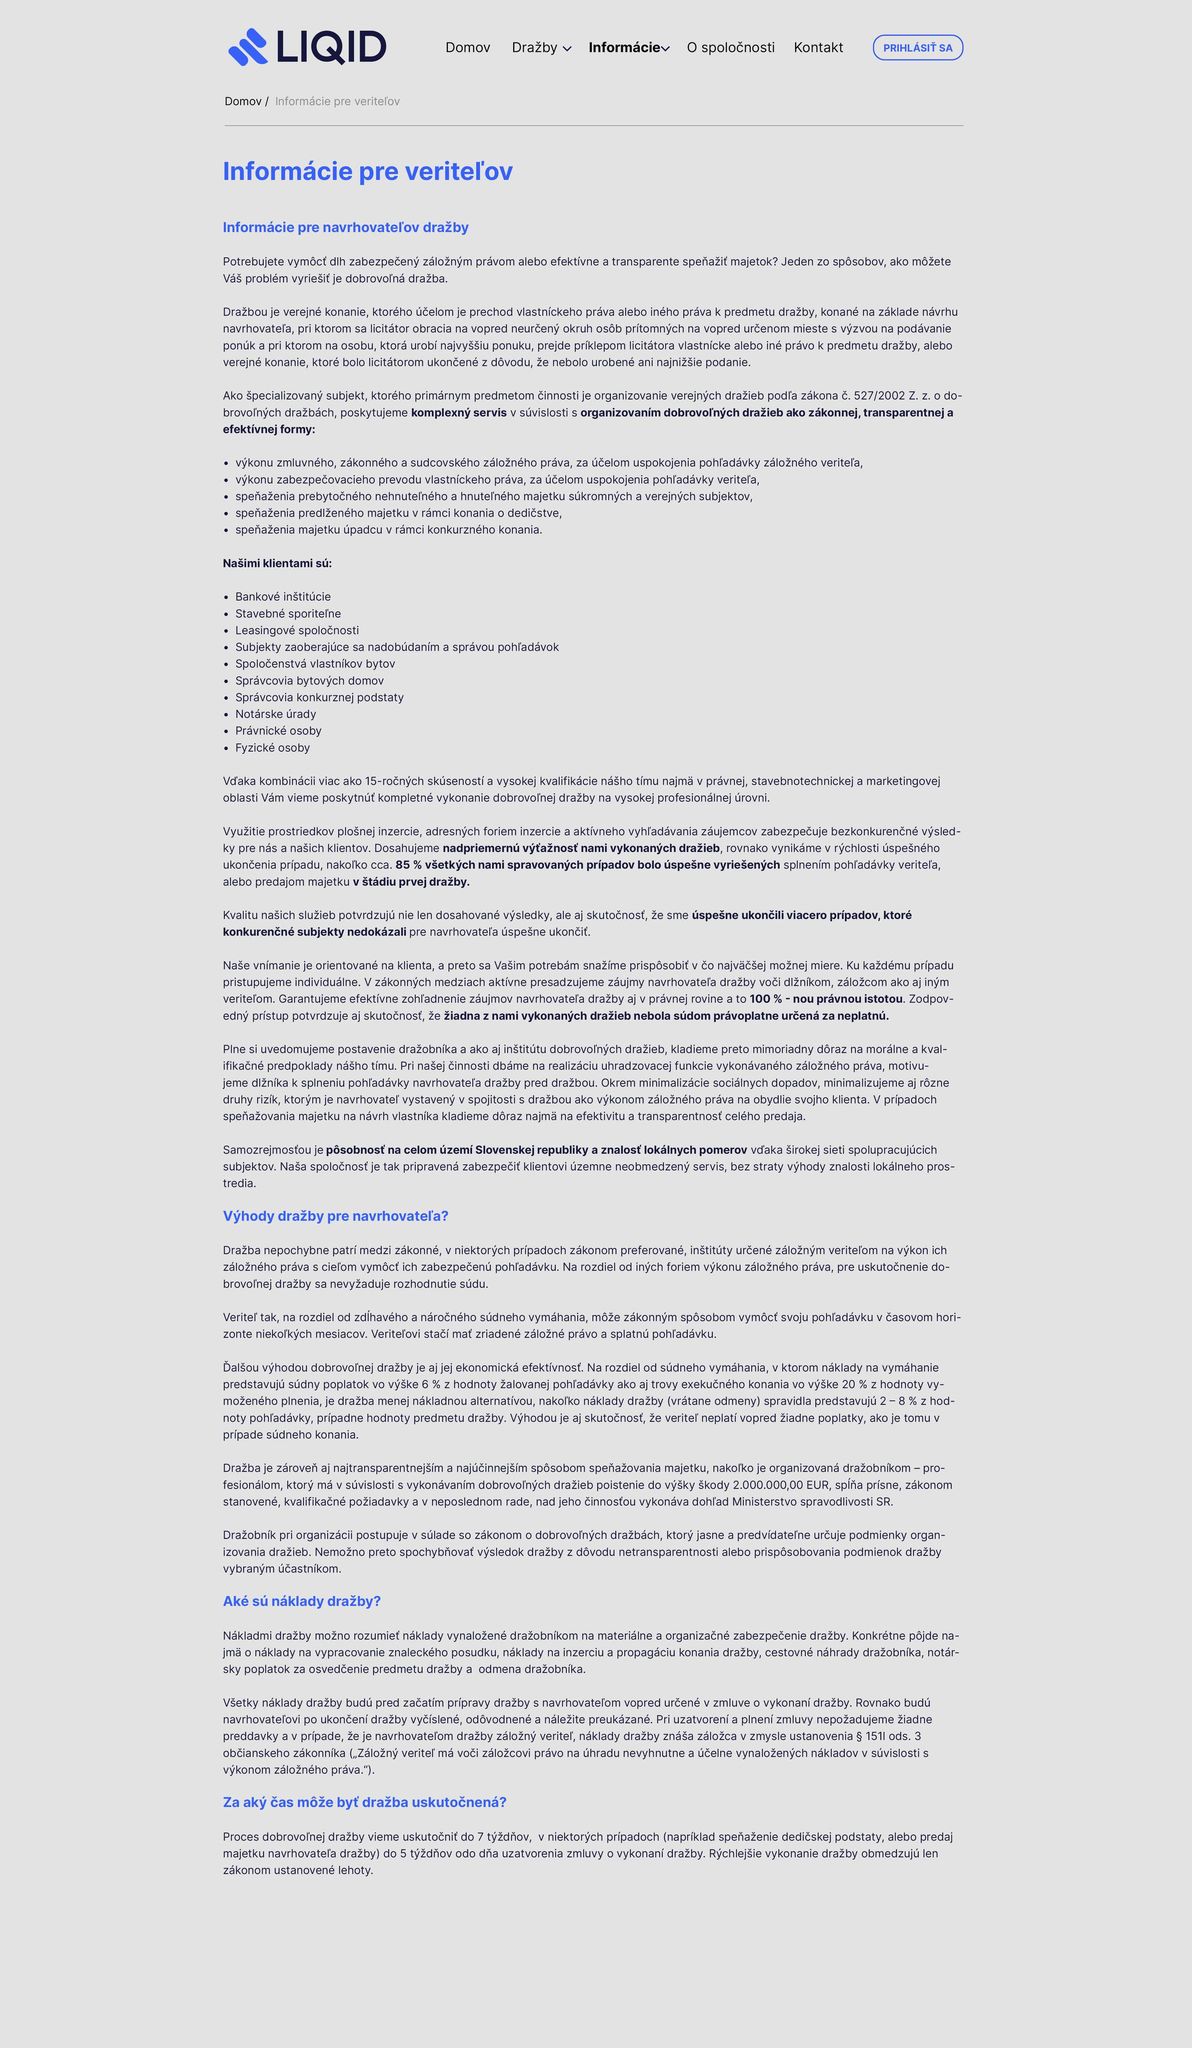 LIQID
Domov Dražby Informácie O spoločnosti Kontakt PRIHLÁSIŤ SA
Domov / Informácie pre veriteľov
Informácie pre veriteľov
Informácie pre navrhovateľov dražby
Potrebujete vymôcť dlh zabezpečený záložným právom alebo efektívne a transparente speňažiť majetok? Jeden zo spôsobov, ako môžete
Váš problém vyriešiť je dobrovoľná dražba.
Dražbou je verejné konanie, ktorého účelom je prechod vlastníckeho práva alebo iného práva k predmetu dražby, konané na základe návrhu
navrhovateľa, pri ktorom sa licitátor obracia na vopred neurčený okruh osôb prítomných na vopred určenom mieste s výzvou na podávanie
ponúk a pri ktorom na osobu, ktorá urobí najvyššiu ponuku, prejde príklepom licitátora vlastnícke alebo iné právo k predmetu dražby, alebo
verejné konanie, ktoré bolo licitátorom ukončené z dôvodu, že nebolo urobené ani najnižšie podanie.
Ako špecializovaný subjekt, ktorého primárnym predmetom činnosti je organizovanie verejných dražieb podľa zákona č. 527/2002 Z. z. o do-
brovoľných dražbách, poskytujeme komplexný servis v súvislosti s organizovaním dobrovoľných dražieb ako zákonnej, transparentnej a
efektívnej formy:
• výkonu zmluvného, zákonného a sudcovského záložného práva, za účelom uspokojenia pohľadávky záložného veriteľa,
• výkonu zabezpečovacieho prevodu vlastníckeho práva, za účelom uspokojenia pohľadávky veriteľa,
• speňaženia prebytočného nehnuteľného a hnuteľného majetku súkromných a verejných subjektov,
• speňaženia predlženého majetku v rámci konania o dedičstve,
• speňaženia majetku úpadcu v rámci konkurzného konania.
Našimi klientami sú:
• Bankové inštitúcie
• Stavebné sporiteľne
• Leasingové spoločnosti
• Subjekty zaoberajúce sa nadobúdaním a správou pohľadávok
• Spoločenstvá vlastníkov bytov
• Správcovia bytových domov
• Správcovia konkurznej podstaty
• Notárske úrady
• Právnické osoby
• Fyzické osoby
Vďaka kombinácii viac ako 15-ročných skúseností a vysokej kvalifikácie nášho tímu najmä v právnej, stavebnotechnickej a marketingovej
oblasti Vám vieme poskytnúť kompletné vykonanie dobrovoľnej dražby na vysokej profesionálnej úrovni.
Využitie prostriedkov plošnej inzercie, adresných foriem inzercie a aktívneho vyhľadávania záujemcov zabezpečuje bezkonkurenčné výsled-
ky pre nás a našich klientov. Dosahujeme nadpriemernú výťažnosť nami vykonaných dražieb, rovnako vynikáme v rýchlosti úspešného
ukončenia prípadu, nakoľko cca. 85 % všetkých nami spravovaných prípadov bolo úspešne vyriešených splnením pohľadávky veriteľa,
alebo predajom majetku v štádiu prvej dražby.
Kvalitu našich služieb potvrdzujú nie len dosahované výsledky, ale aj skutočnosť, že sme úspešne ukončili viacero prípadov, ktoré
konkurenčné subjekty nedokázali pre navrhovateľa úspešne ukončiť.
Naše vnímanie je orientované na klienta, a preto sa Vašim potrebám snažíme prispôsobiť v čo najväčšej možnej miere. Ku každému prípadu
pristupujeme individuálne. V zákonných medziach aktívne presadzujeme záujmy navrhovateľa dražby voči dlžníkom, záložcom ako aj iným
veriteľom. Garantujeme efektívne zohľadnenie záujmov navrhovateľa dražby aj v právnej rovine a to 100 % - nou právnou istotou. Zodpov-
edný prístup potvrdzuje aj skutočnosť, že žiadna z nami vykonaných dražieb nebola súdom právoplatne určená za neplatnú.
Plne si uvedomujeme postavenie dražobníka a ako aj inštitútu dobrovoľných dražieb, kladieme preto mimoriadny dôraz na morálne a kval-
ifikačné predpoklady nášho tímu. Pri našej činnosti dbáme na realizáciu uhradzovacej funkcie vykonávaného záložného práva, motivu-
jeme dlžníka k splneniu pohľadávky navrhovateľa dražby pred dražbou. Okrem minimalizácie sociálnych dopadov, minimalizujeme aj rôzne
druhy rizík, ktorým je navrhovateľ vystavený v spojitosti s dražbou ako výkonom záložného práva na obydlie svojho klienta. V prípadoch
speňažovania majetku na návrh vlastníka kladieme dôraz najmä na efektivitu a transparentnosť celého predaja.
Samozrejmosťou je pôsobnosť na celom území Slovenskej republiky a znalosť lokálnych pomerov vďaka širokej sieti spolupracujúcich
subjektov. Naša spoločnosť je tak pripravená zabezpečiť klientovi územne neobmedzený servis, bez straty výhody znalosti lokálneho pros-
tredia.
Výhody dražby pre navrhovateľa?
Dražba nepochybne patrí medzi zákonné, v niektorých prípadoch zákonom preferované, inštitúty určené záložným veriteľom na výkon ich
záložného práva s cieľom vymôcť ich zabezpečenú pohľadávku. Na rozdiel od iných foriem výkonu záložného práva, pre uskutočnenie do-
brovoľnej dražby sa nevyžaduje rozhodnutie súdu.
Veriteľ tak, na rozdiel od zdĺhavého a náročného súdneho vymáhania, môže zákonným spôsobom vymôcť svoju pohľadávku v časovom hori-
zonte niekoľkých mesiacov. Veriteľovi stačí mať zriadené záložné právo a splatnú pohľadávku.
Ďalšou výhodou dobrovoľnej dražby je aj jej ekonomická efektívnosť. Na rozdiel od súdneho vymáhania, v ktorom náklady na vymáhanie
predstavujú súdny poplatok vo výške 6 % z hodnoty žalovanej pohľadávky ako aj trovy exekučného konania vo výške 20 % z hodnoty vy-
moženého plnenia, je dražba menej nákladnou alternatívou, nakoľko náklady dražby (vrátane odmeny) spravidla predstavujú 2 – 8 % z hod-
noty pohľadávky, prípadne hodnoty predmetu dražby. Výhodou je aj skutočnosť, že veriteľ neplatí vopred žiadne poplatky, ako je tomu v
prípade súdneho konania.
Dražba je zároveň aj najtransparentnejším a najúčinnejším spôsobom speňažovania majetku, nakoľko je organizovaná dražobníkom – pro-
fesionálom, ktorý má v súvislosti s vykonávaním dobrovoľných dražieb poistenie do výšky škody 2.000.000,00 EUR, spĺňa prísne, zákonom
stanovené, kvalifikačné požiadavky a v neposlednom rade, nad jeho činnosťou vykonáva dohľad Ministerstvo spravodlivosti SR.
Dražobník pri organizácii postupuje v súlade so zákonom o dobrovoľných dražbách, ktorý jasne a predvídateľne určuje podmienky organ-
izovania dražieb. Nemožno preto spochybňovať výsledok dražby z dôvodu netransparentnosti alebo prispôsobovania podmienok dražby
vybraným účastníkom.
Aké sú náklady dražby?
Nákladmi dražby možno rozumieť náklady vynaložené dražobníkom na materiálne a organizačné zabezpečenie dražby. Konkrétne pôjde na-
jmä o náklady na vypracovanie znaleckého posudku, náklady na inzerciu a propagáciu konania dražby, cestovné náhrady dražobníka, notár-
sky poplatok za osvedčenie predmetu dražby a odmena dražobníka.
Všetky náklady dražby budú pred začatím prípravy dražby s navrhovateľom vopred určené v zmluve o vykonaní dražby. Rovnako budú
navrhovateľovi po ukončení dražby vyčíslené, odôvodnené a náležite preukázané. Pri uzatvorení a plnení zmluvy nepožadujeme žiadne
preddavky a v prípade, že je navrhovateľom dražby záložný veriteľ, náklady dražby znáša záložca v zmysle ustanovenia § 151l ods. 3
občianskeho zákonníka („Záložný veriteľ má voči záložcovi právo na úhradu nevyhnutne a účelne vynaložených nákladov v súvislosti s
výkonom záložného práva.“).
Za aký čas môže byť dražba uskutočnená?
Proces dobrovoľnej dražby vieme uskutočniť do 7 týždňov, v niektorých prípadoch (napríklad speňaženie dedičskej podstaty, alebo predaj
majetku navrhovateľa dražby) do 5 týždňov odo dňa uzatvorenia zmluvy o vykonaní dražby. Rýchlejšie vykonanie dražby obmedzujú len
zákonom ustanovené lehoty.